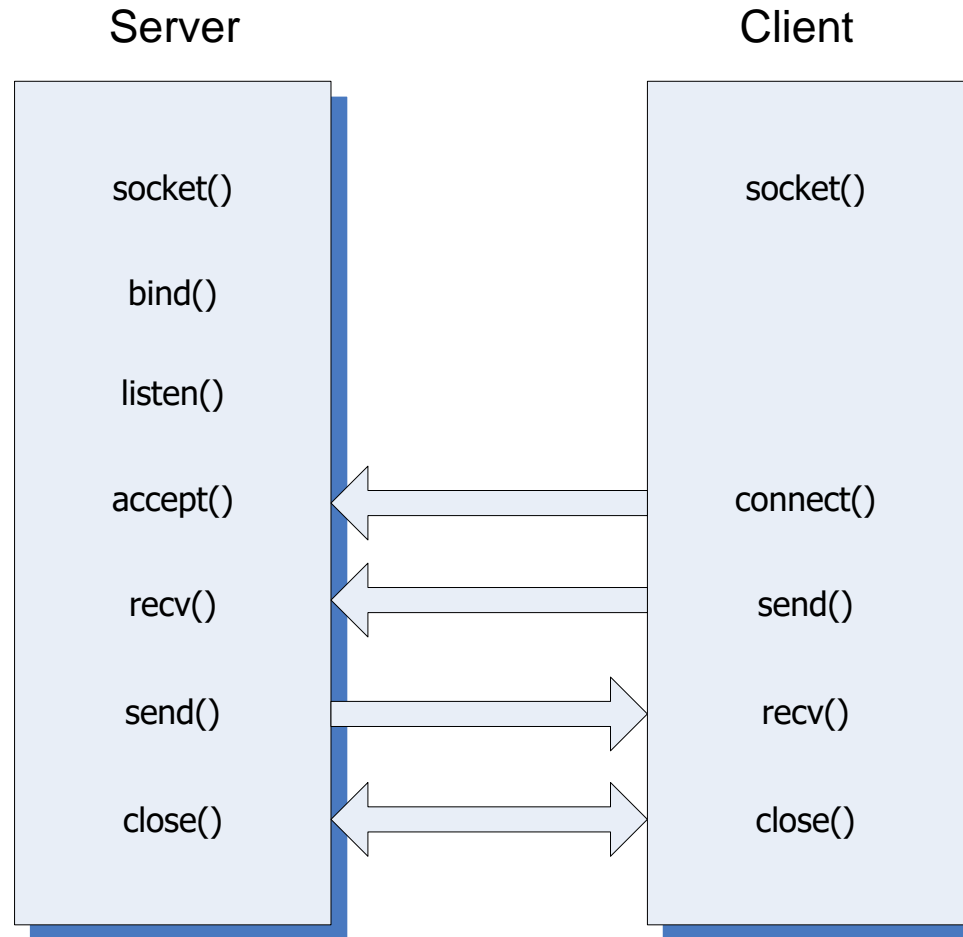 Server
Client
socket()
socket()
bind()
listen()
accept()
connect()
recv()
send()
send()
recv()
close()
close()